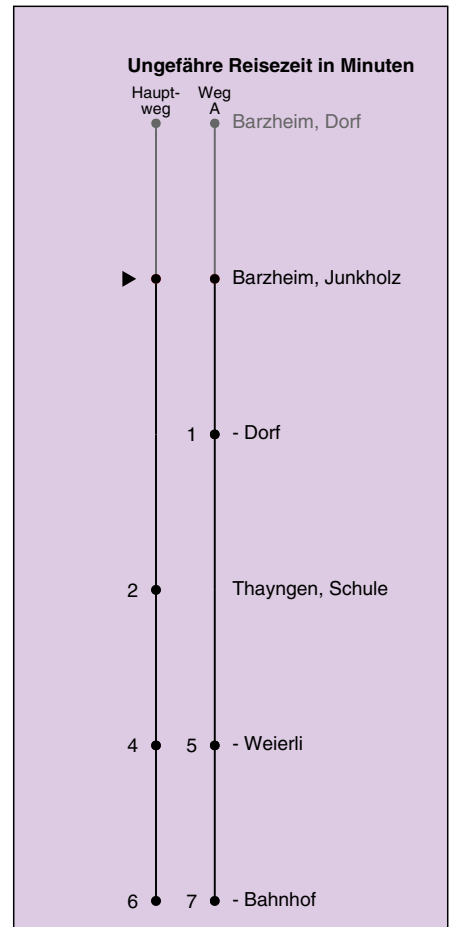 Ungefähre Reisezeit in Minuten
Haupt-
weg
Weg
A
Barzheim, Dorf
Barzheim, Junkholz
1 - Dorf
2 Thayngen, Schule
4 5 - Weierli
6 7 - Bahnhof